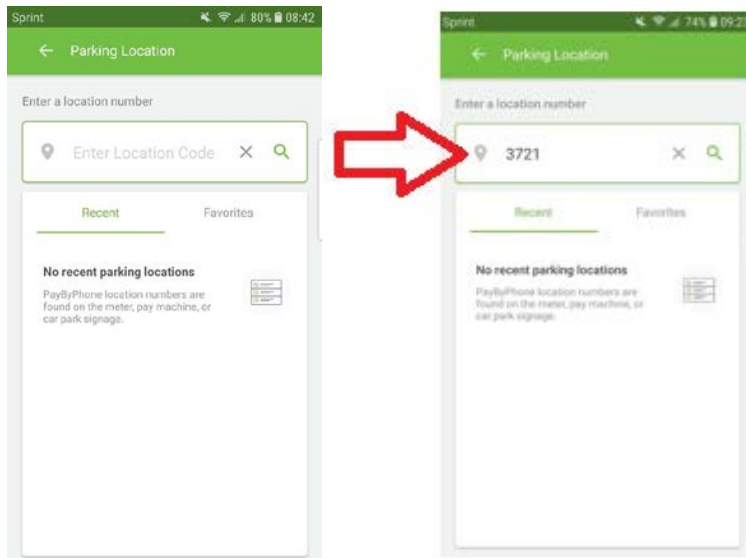 Sprint 80% 08:42
Parking Location
Enter a location number
Enter Location Code
Recent Favorites
No recent parking locations
PayByPhone location numbers are
found on the meter, pay machine, or
car park signage.
Sprint 74%
Parking Location
Enter a location number
3721
Recent Favorites
No recent parking locations
PayByPhone location numbers are
found on the meter, pay machine, or
car park signage.